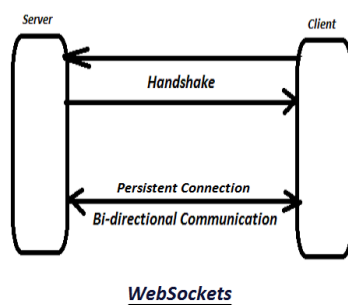 Server
Client
Handshake
Persistent Connection
Bi-directional Communication
WebSockets